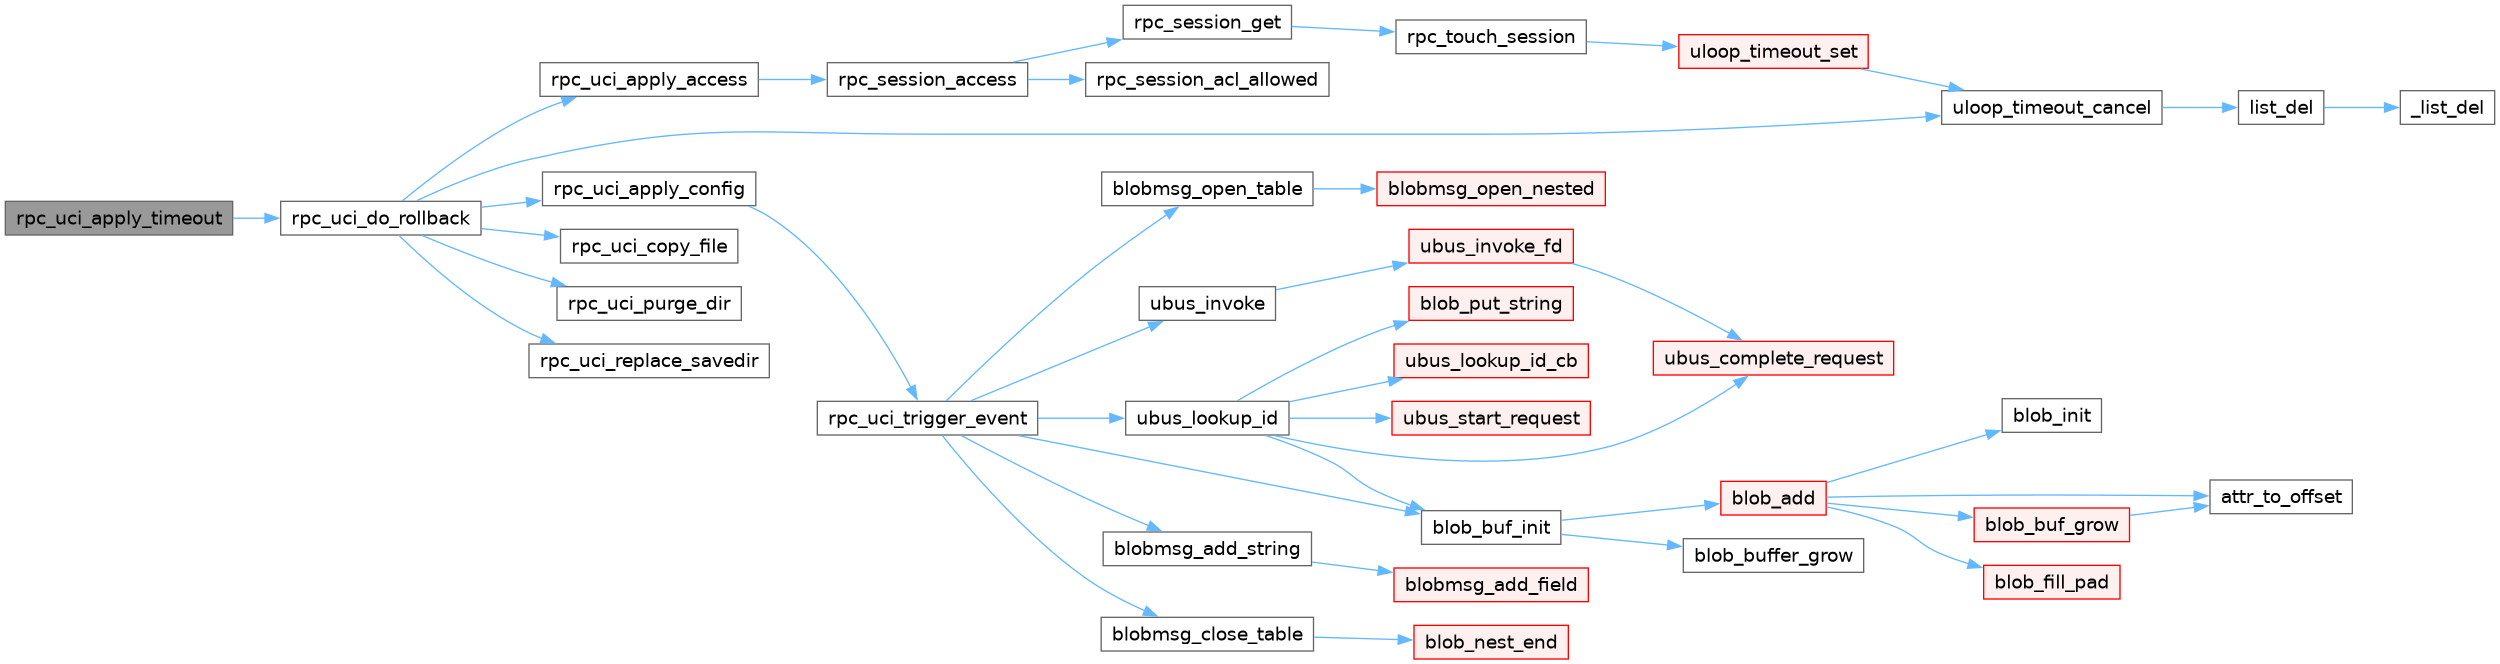 rpc_uci_apply_timeout
rpc_uci_do_rollback
rpc_uci_apply_access
rpc_session_access
rpc_session_get
rpc_touch_session
uloop_timeout_set
uloop_timeout_cancel
list_del
_list_del
rpc_session_acl_allowed
rpc_uci_apply_config
rpc_uci_copy_file
rpc_uci_purge_dir
rpc_uci_replace_savedir
rpc_uci_trigger_event
blobmsg_open_table
blobmsg_open_nested
ubus_invoke
ubus_invoke_fd
ubus_complete_request
ubus_lookup_id
blob_put_string
ubus_lookup_id_cb
ubus_start_request
blob_buf_init
blob_add
blob_init
attr_to_offset
blob_buf_grow
blob_fill_pad
blob_buffer_grow
blobmsg_add_string
blobmsg_add_field
blobmsg_close_table
blob_nest_end